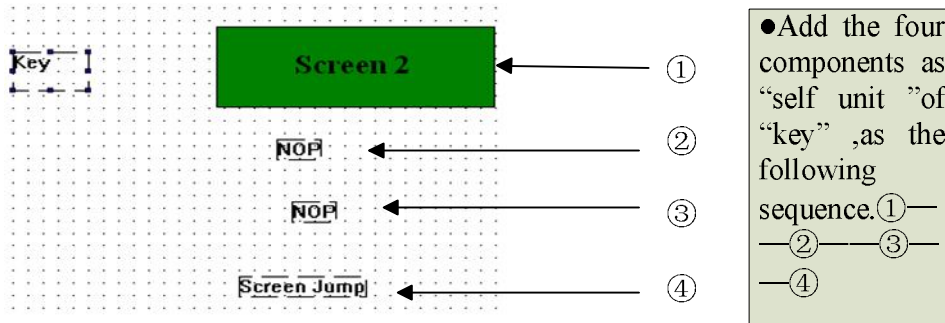 Key
Screen 2
①
NOP
②
NOP
③
Screen Jump
④
●Add the four
components as
“self unit ”of
“key” ,as the
following
sequence.①—
—②——③—
—④